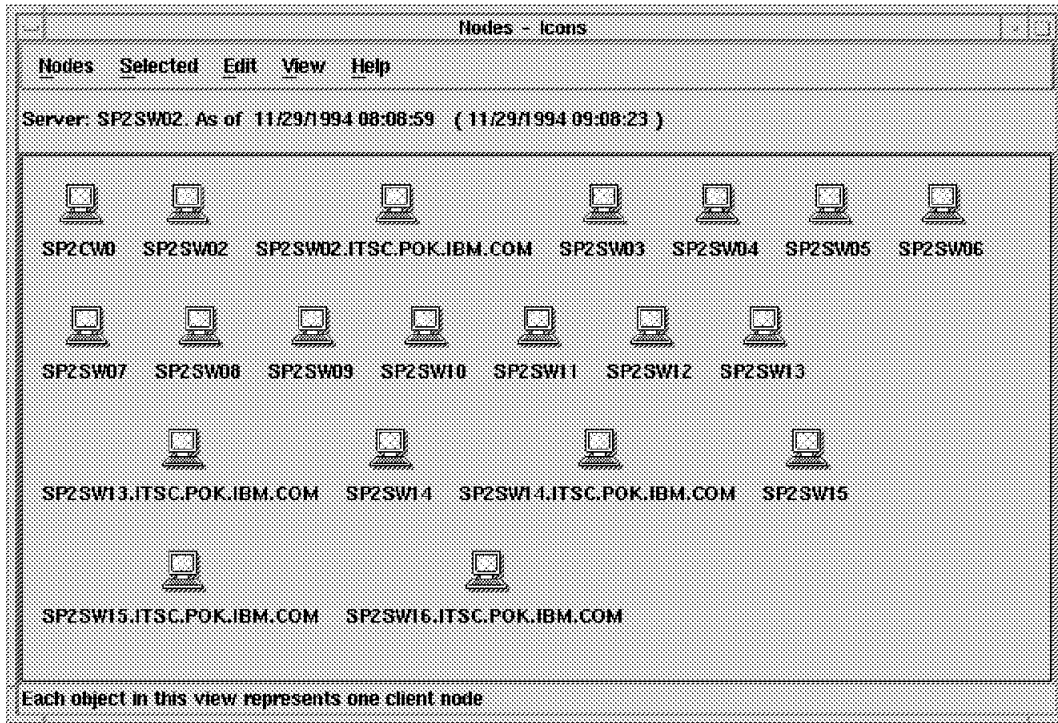 Nodes - Icons
Nodes Selected Edit View Help
Server: SP2SW02. As of 11/29/1994 08:08:59 ( 11/29/1994 09:08:23 )
SP2CW0 SP2SW02 SP2SW02.ITSC.POK.IBM.COM SP2SW03 SP2SW04 SP2SW05 SP2SW06
SP2SW07 SP2SW08 SP2SW09 SP2SW10 SP2SW11 SP2SW12 SP2SW13
SP2SW13.ITSC.POK.IBM.COM SP2SW14 SP2SW14.ITSC.POK.IBM.COM SP2SW15
SP2SW15.ITSC.POK.IBM.COM SP2SW16.ITSC.POK.IBM.COM
Each object in this view represents one client node